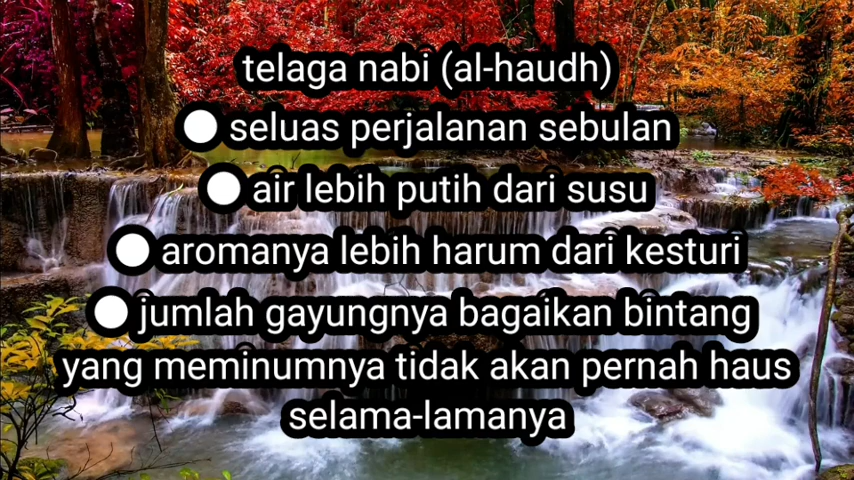 telaga nabi (al-haudh)
⚪ seluas perjalanan sebulan
⚪ air lebih putih dari susu
⚪ aromanya lebih harum dari kesturi
⚪ jumlah gayungnya bagaikan bintang
yang meminumnya tidak akan pernah haus
selama-lamanya